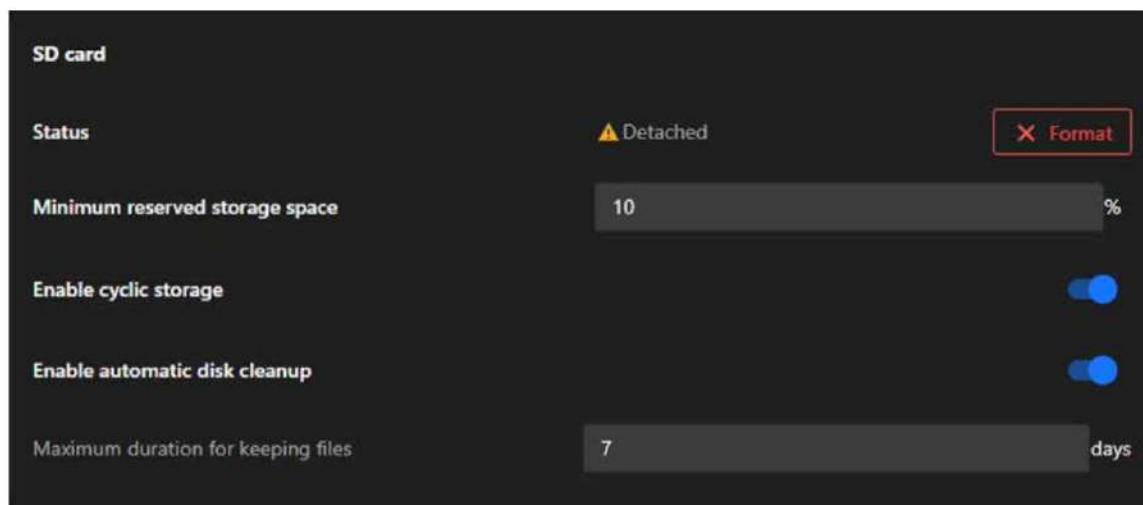 SD card
Status Detached Format
Minimum reserved storage space 10 %
Enable cyclic storage
Enable automatic disk cleanup
Maximum duration for keeping files 7 days